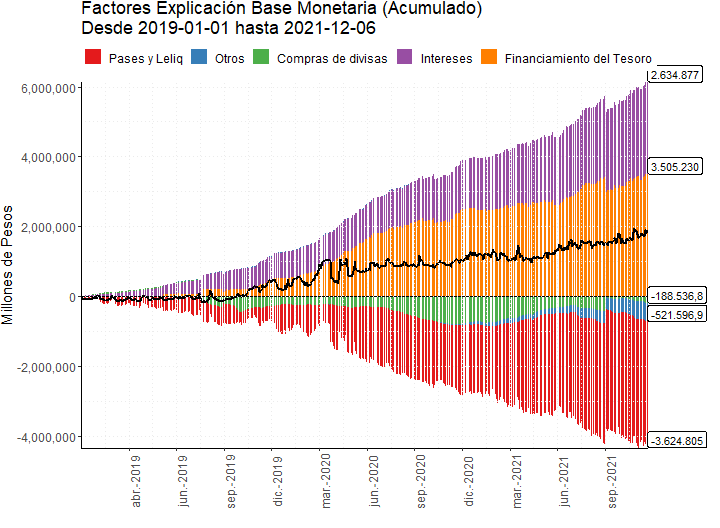 Factores Explicación Base Monetaria (Acumulado)
Desde 2019-01-01 hasta 2021-12-06
Pases y Leliq Otros Compras de divisas Intereses Financiamiento del Tesoro
Millones de Pesos
6,000,000
4,000,000
2,000,000
0
-2,000,000
-4,000,000
2.634.877
3.505.230
-188.536,8
-521.596,9
-3.624.805
abr.-2019
jun.-2019
sep.-2019
dic.-2019
mar.-2020
jun.-2020
sep.-2020
dic.-2020
mar.-2021
jun.-2021
sep.-2021